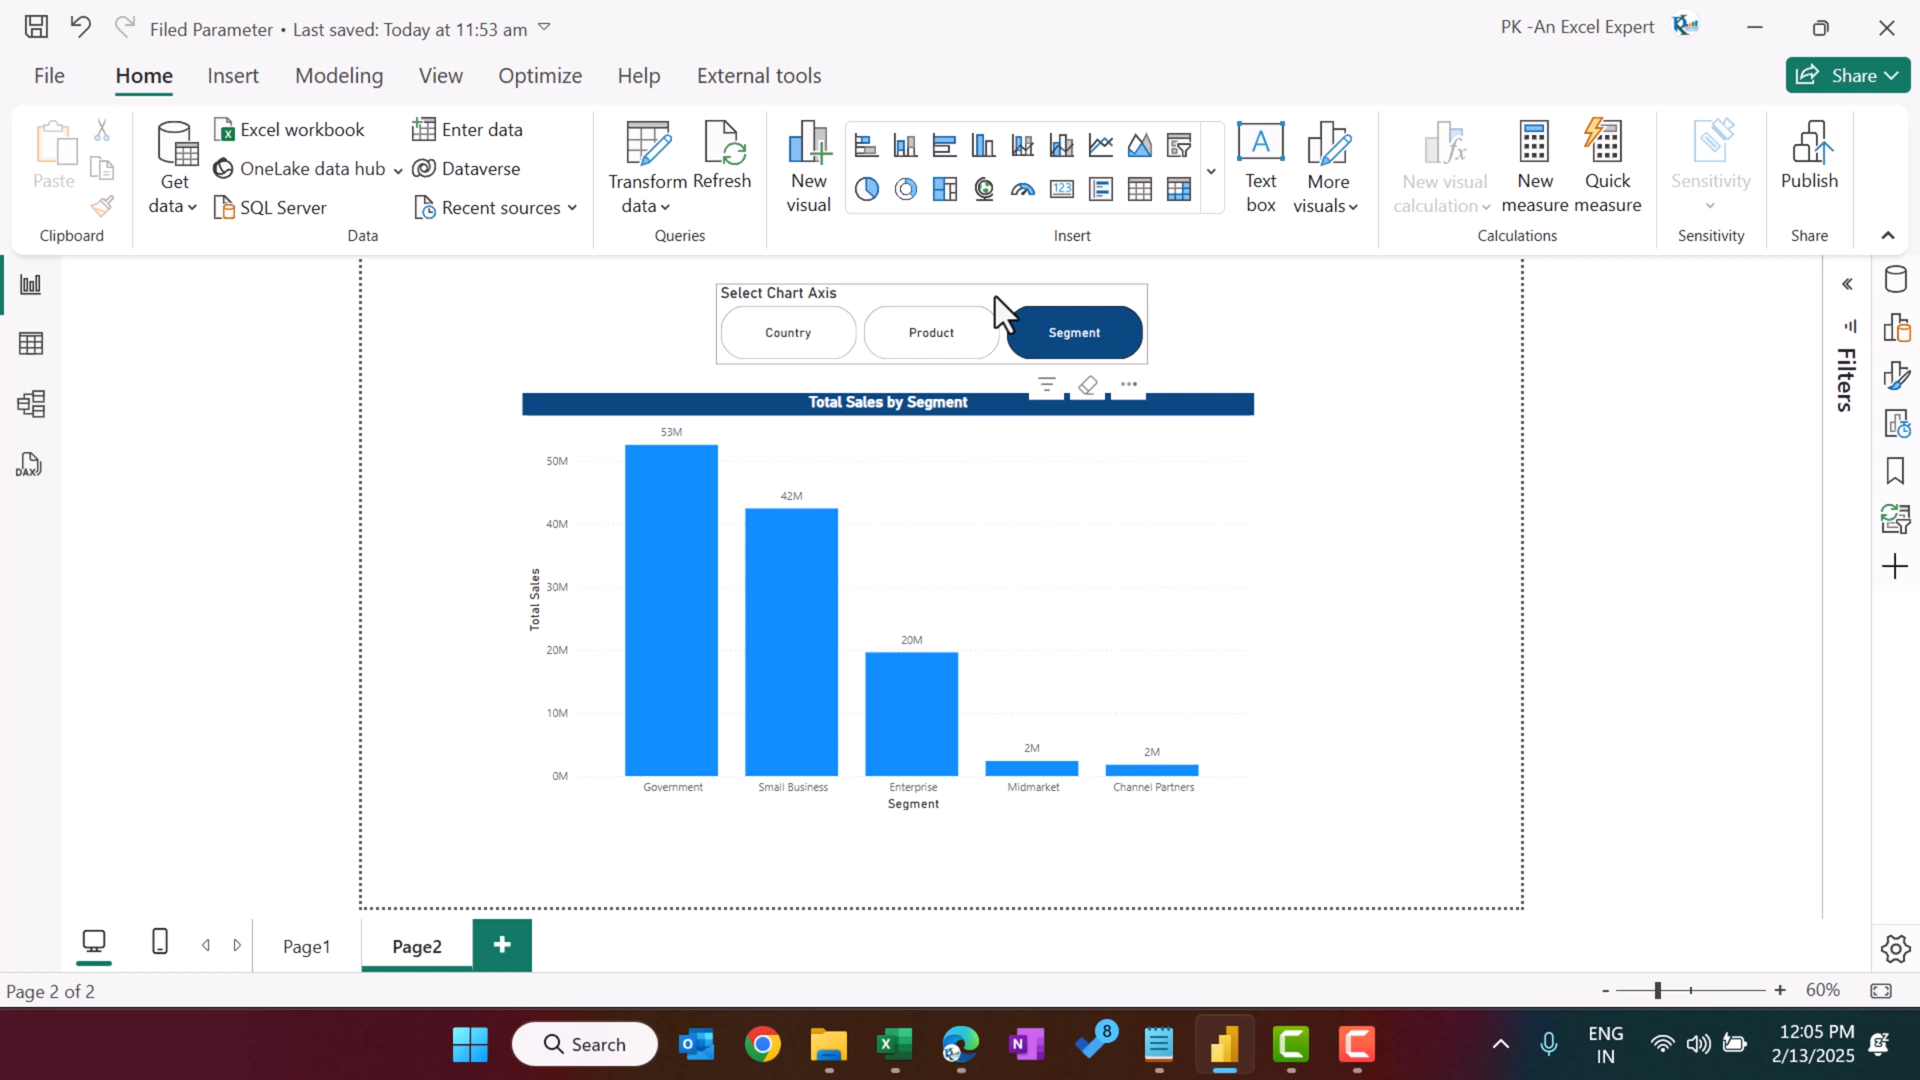 Filed Parameter • Last saved: Today at 11:53 am
PK -An Excel Expert
File Home Insert Modeling View Optimize Help External tools
Share
Paste
Clipboard
Get data
Excel workbook
OneLake data hub
SQL Server
Enter data
Dataverse
Recent sources
Data
Transform data
Refresh
Queries
New visual
123
A
Text box
More visuals
Insert
New visual calculation
New measure
Quick measure
Calculations
Sensitivity
Sensitivity
Publish
Share
DAX
Filters
Select Chart Axis
Country Product Segment
Total Sales by Segment
53M
50M
42M
40M
30M
20M
20M
10M
2M
2M
0M
Total Sales
Government Small Business Enterprise Midmarket Channel Partners
Segment
Page1 Page2 +
Page 2 of 2
- + 60%
Search
8
ENG
IN
12:05 PM
2/13/2025